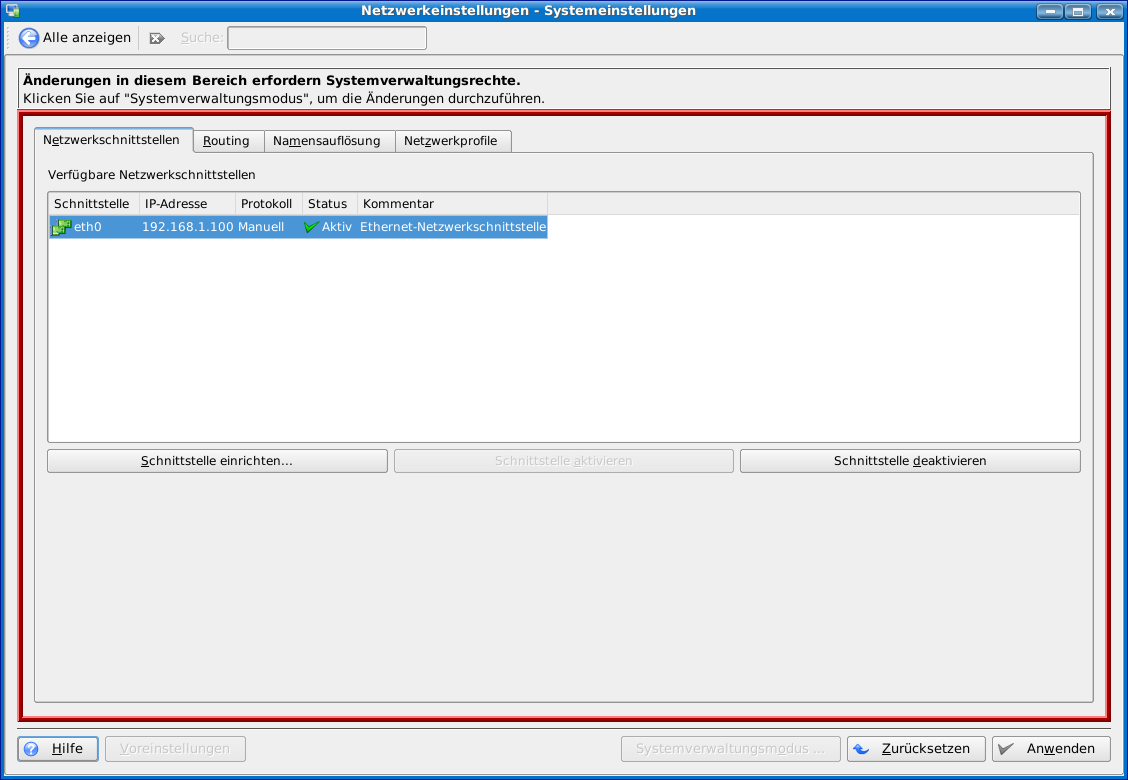 Netzwerkeinstellungen - Systemeinstellungen
Alle anzeigen Suche:
Änderungen in diesem Bereich erfordern Systemverwaltungsrechte.
Klicken Sie auf "Systemverwaltungsmodus", um die Änderungen durchzuführen.
Netzwerkschnittstellen Routing Namensauflösung Netzwerkprofile
Verfügbare Netzwerkschnittstellen
Schnittstelle IP-Adresse Protokoll Status Kommentar
eth0 192.168.1.100 Manuell Aktiv Ethernet-Netzwerkschnittstelle
Schnittstelle einrichten... Schnittstelle aktivieren Schnittstelle deaktivieren
Hilfe Voreinstellungen Systemverwaltungsmodus ... Zurücksetzen Anwenden